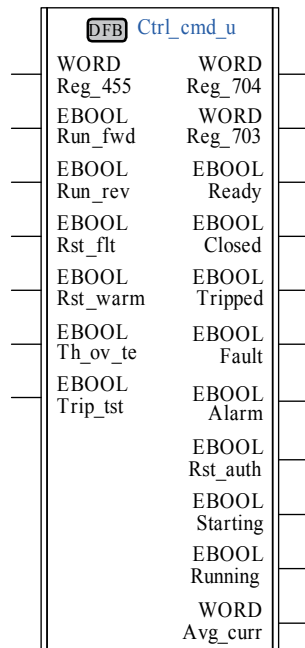 DFB Ctrl_cmd_u
WORD WORD
Reg_455 Reg_704
EBOOL WORD
Run_fwd Reg_703
EBOOL EBOOL
Run_rev Ready
EBOOL EBOOL
Rst_flt Closed
EBOOL EBOOL
Rst_warm Tripped
EBOOL EBOOL
Th_ov_te Fault
EBOOL EBOOL
Trip_tst Alarm
EBOOL
Rst_auth
EBOOL
Starting
EBOOL
Running
WORD
Avg_curr